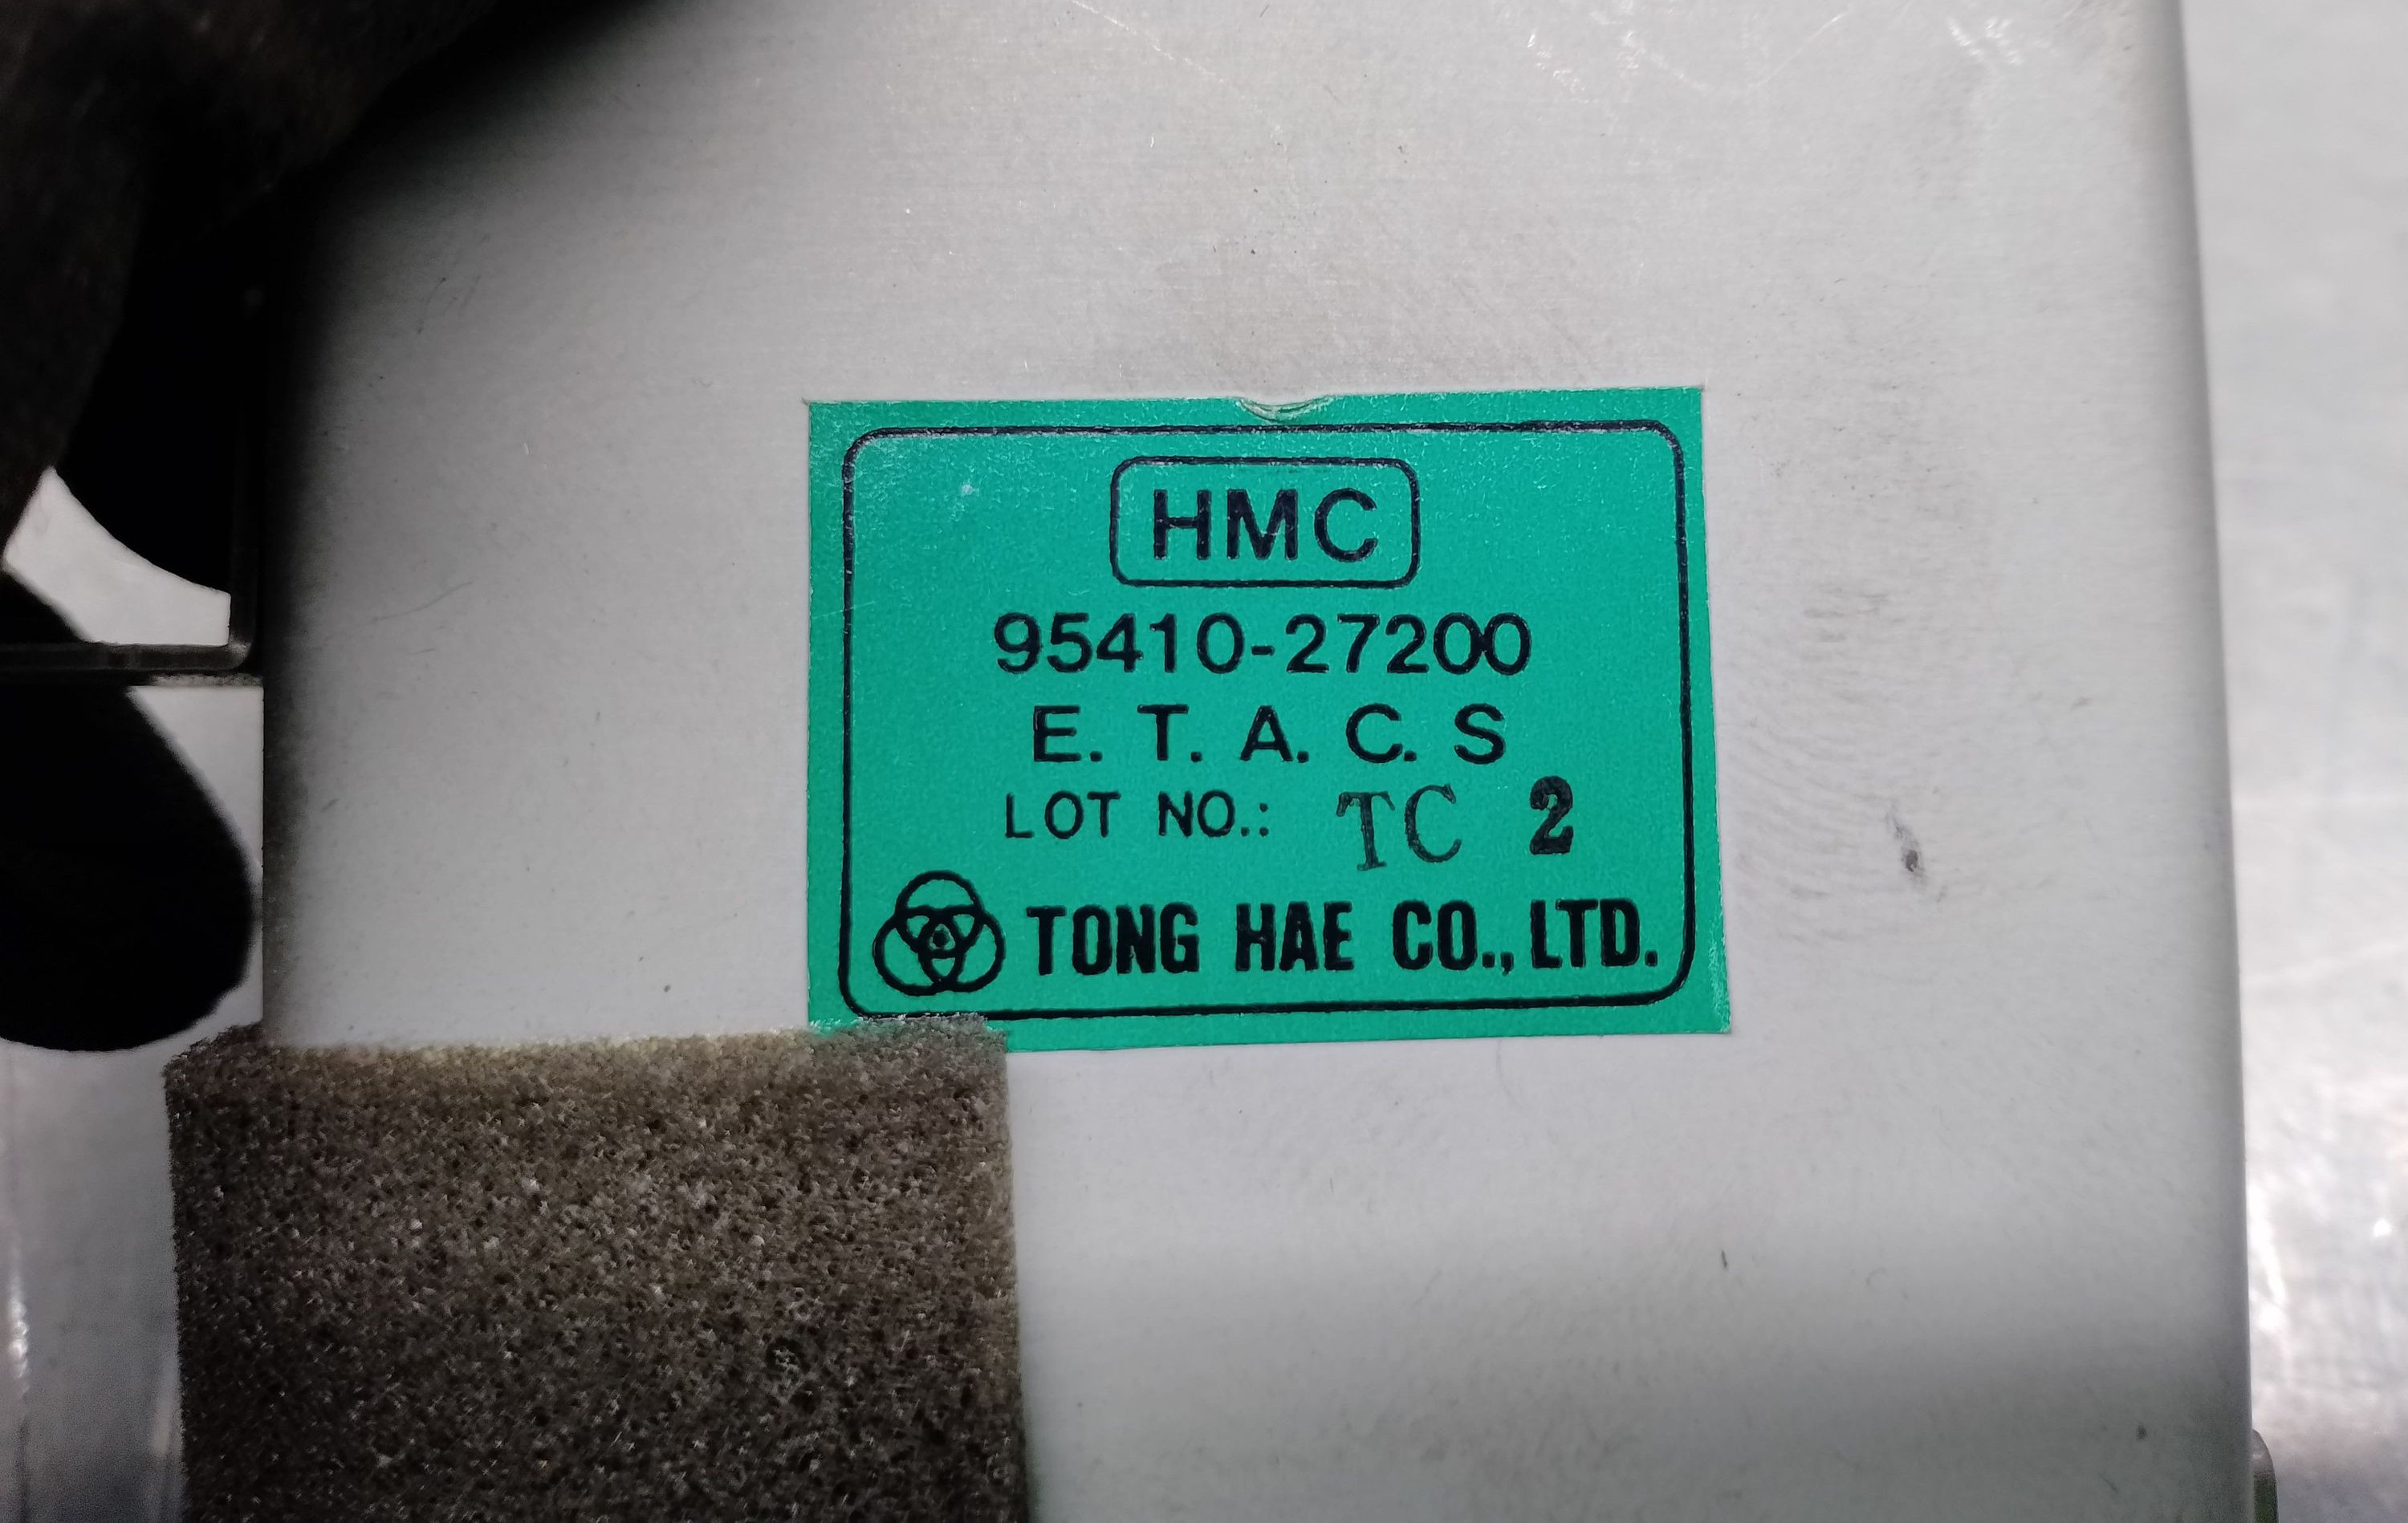 HMC
95410-27200
E. T. A. C. S
LOT NO.: TC 2
TONG HAE CO., LTD.